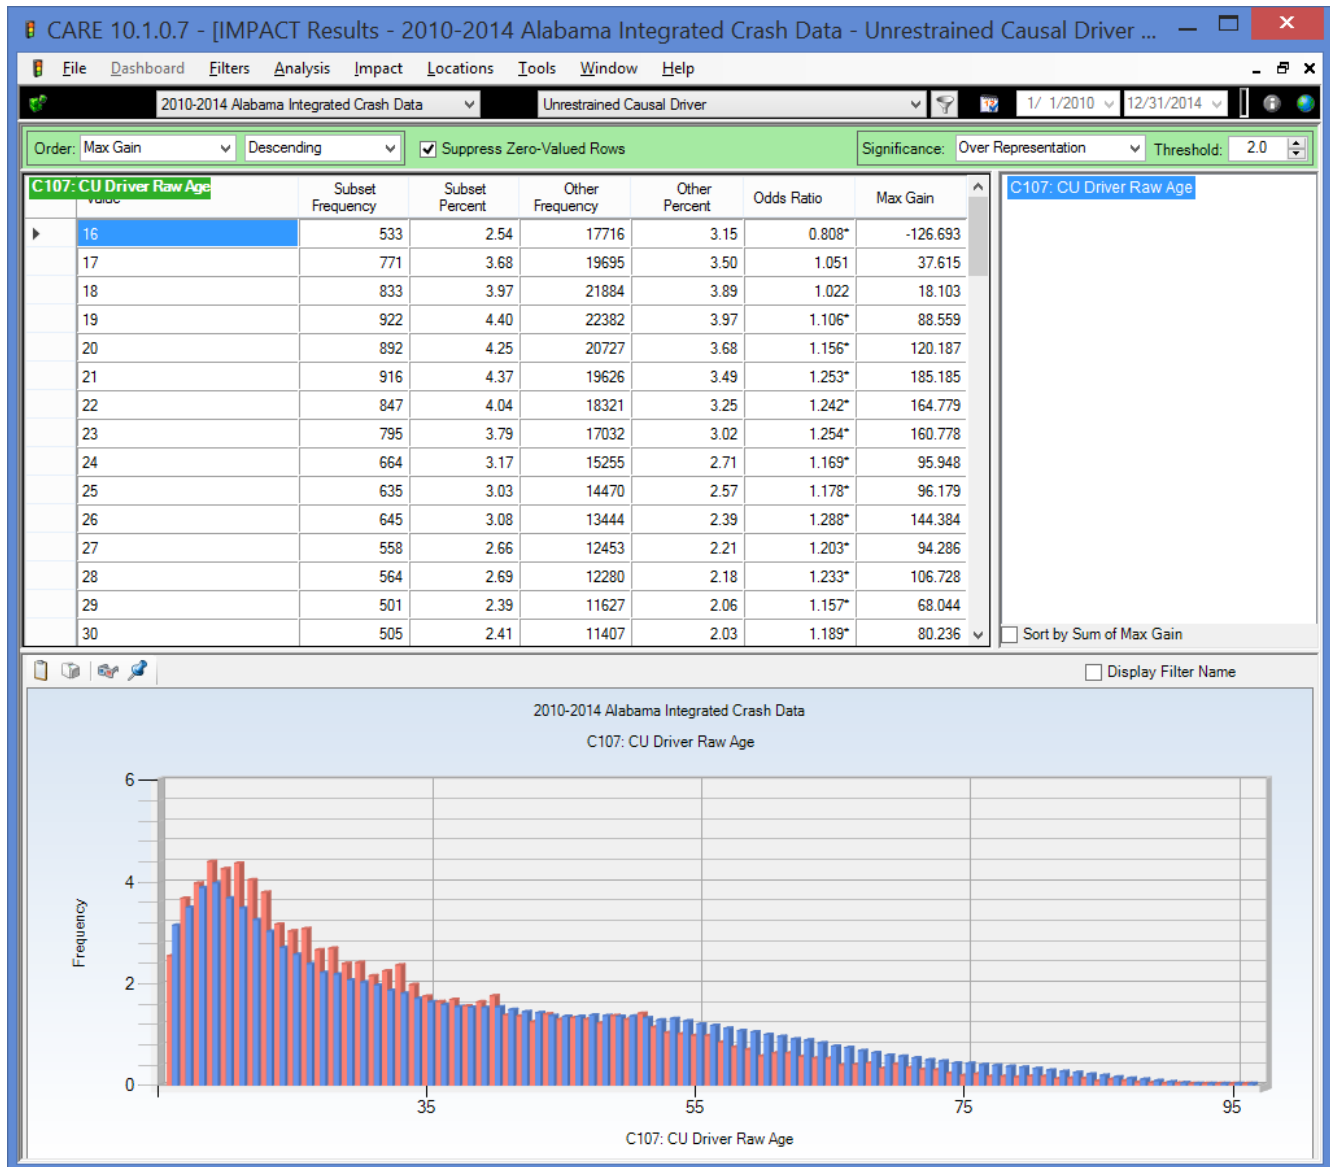 CARE 10.1.0.7 - [IMPACT Results - 2010-2014 Alabama Integrated Crash Data - Unrestrained Causal Driver ...
File Dashboard Filters Analysis Impact Locations Tools Window Help
2010-2014 Alabama Integrated Crash Data Unrestrained Causal Driver 1/ 1/2010 12/31/2014
Order: Max Gain Descending Suppress Zero-Valued Rows Significance: Over Representation Threshold: 2.0
C107: CU Driver Raw Age
Value Subset Frequency Subset Percent Other Frequency Other Percent Odds Ratio Max Gain
C107: CU Driver Raw Age
16 533 2.54 17716 3.15 0.808* -126.693
17 771 3.68 19695 3.50 1.051 37.615
18 833 3.97 21884 3.89 1.022 18.103
19 922 4.40 22382 3.97 1.106* 88.559
20 892 4.25 20727 3.68 1.156* 120.187
21 916 4.37 19626 3.49 1.253* 185.185
22 847 4.04 18321 3.25 1.242* 164.779
23 795 3.79 17032 3.02 1.254* 160.778
24 664 3.17 15255 2.71 1.169* 95.948
25 635 3.03 14470 2.57 1.178* 96.179
26 645 3.08 13444 2.39 1.288* 144.384
27 558 2.66 12453 2.21 1.203* 94.286
28 564 2.69 12280 2.18 1.233* 106.728
29 501 2.39 11627 2.06 1.157* 68.044
30 505 2.41 11407 2.03 1.189* 80.236
Sort by Sum of Max Gain
Display Filter Name
2010-2014 Alabama Integrated Crash Data
C107: CU Driver Raw Age
6
4
2
0
Frequency
35 55 75 95
C107: CU Driver Raw Age